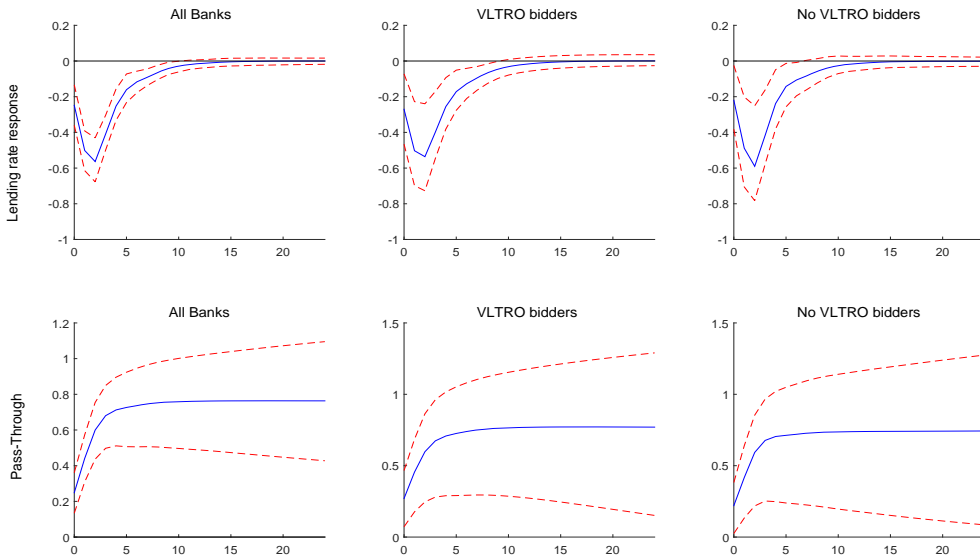 All Banks
VLTRO bidders
No VLTRO bidders
Lending rate response
0.2
0
-0.2
-0.4
-0.6
-0.8
-1
0 5 10 15 20
0.2
0
-0.2
-0.4
-0.6
-0.8
-1
0 5 10 15 20
0.2
0
-0.2
-0.4
-0.6
-0.8
-1
0 5 10 15 20
All Banks
VLTRO bidders
No VLTRO bidders
Pass-Through
1.2
1
0.8
0.6
0.4
0.2
0
0 5 10 15 20
1.5
1
0.5
0
0 5 10 15 20
1.5
1
0.5
0
0 5 10 15 20